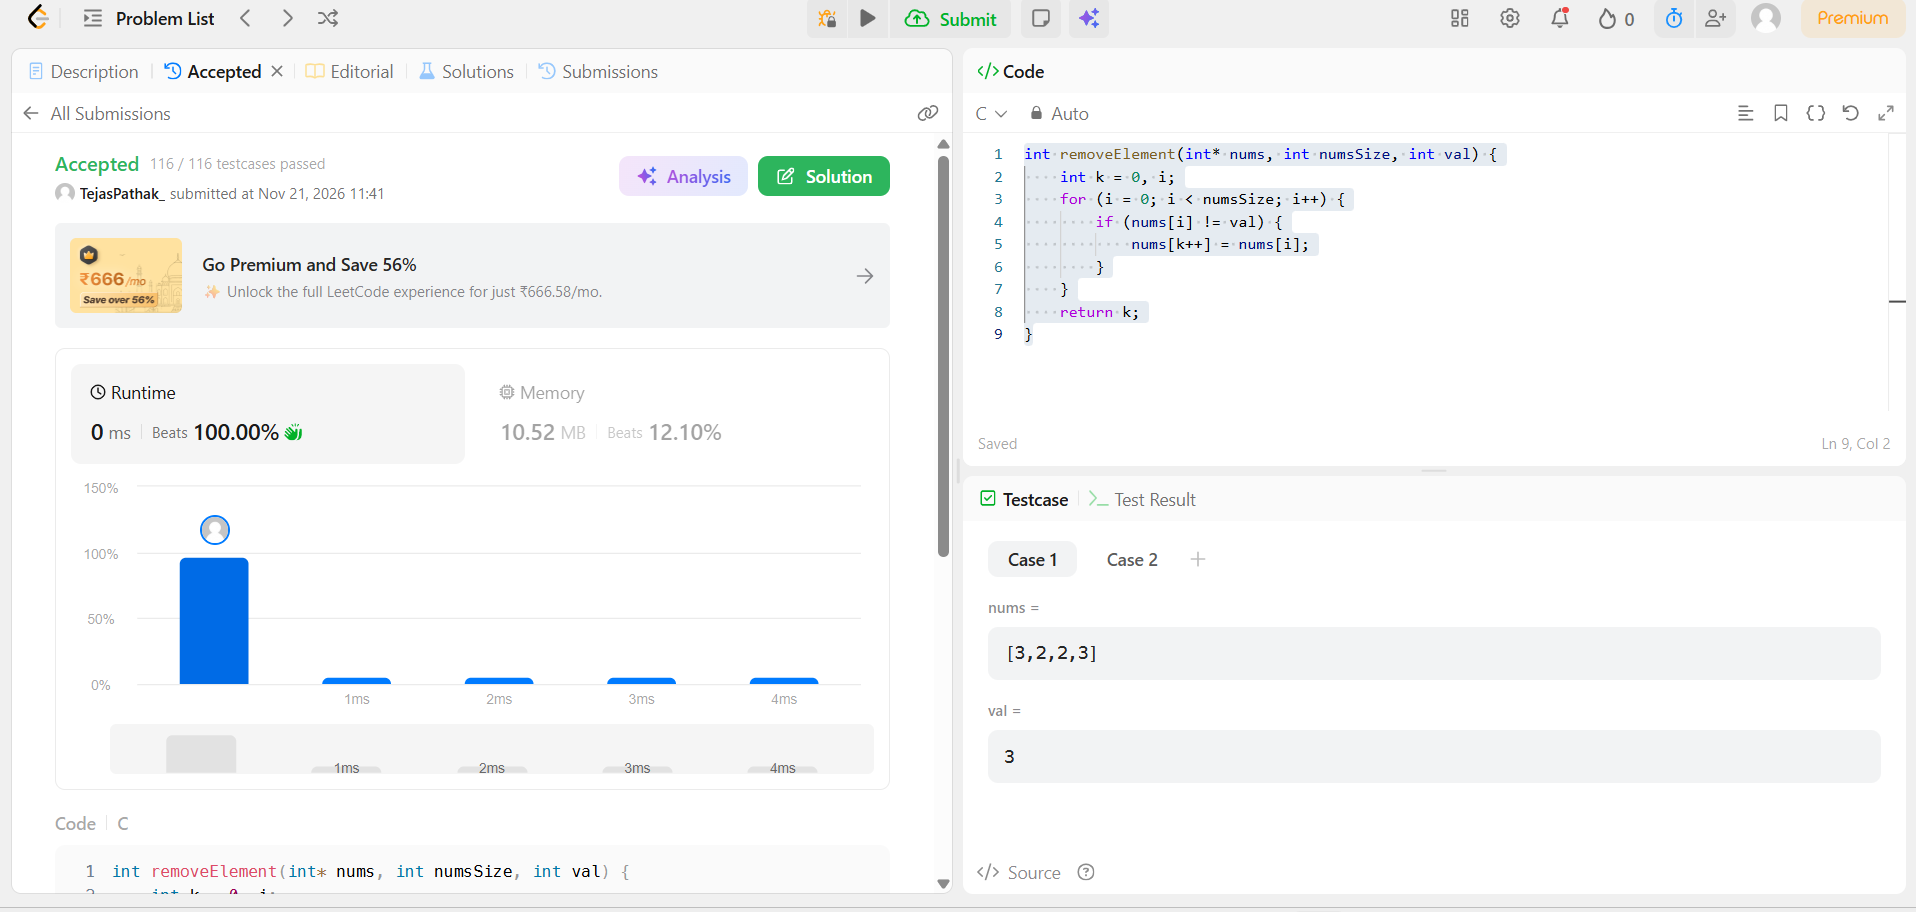 Problem List
Submit
0
Premium
Description
Accepted
Editorial
Solutions
Submissions
All Submissions
Accepted 116 / 116 testcases passed
TejasPathak_ submitted at Nov 21, 2026 11:41
Analysis
Solution
₹666/mo
Save over 56%
Go Premium and Save 56%
✨ Unlock the full LeetCode experience for just ₹666.58/mo.
Runtime
0 ms Beats 100.00%
Memory
10.52 MB Beats 12.10%
150%
100%
50%
0%
1ms 2ms 3ms 4ms
1ms 2ms 3ms 4ms
Code C
1 int removeElement(int* nums, int numsSize, int val) {
</> Code
C Auto
1 int removeElement(int* nums, int numsSize, int val) {
2 int k = 0, i;
3 for (i = 0; i < numsSize; i++) {
4 if (nums[i] != val) {
5 nums[k++] = nums[i];
6 }
7 }
8 return k;
9 }
Saved
Ln 9, Col 2
Testcase
Test Result
Case 1 Case 2 +
nums =
[3,2,2,3]
val =
3
</> Source